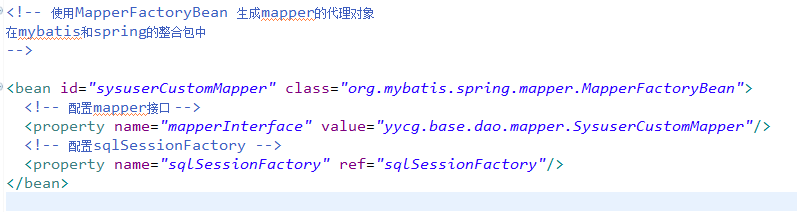 <!-- 使用MapperFactoryBean 生成mapper的代理对象
在mybatis和spring的整合包中
-->
<bean id="sysuserCustomMapper" class="org.mybatis.spring.mapper.MapperFactoryBean">
<!-- 配置mapper接口 -->
<property name="mapperInterface" value="yycg.base.dao.mapper.SysuserCustomMapper"/>
<!-- 配置sqlSessionFactory -->
<property name="sqlSessionFactory" ref="sqlSessionFactory"/>
</bean>